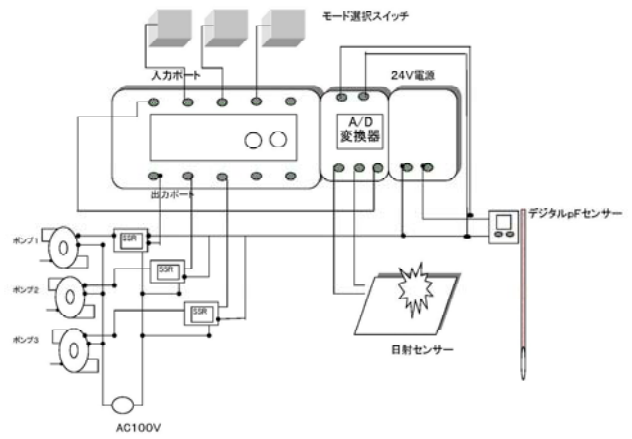 モード選択スイッチ
入力ポート
24V電源
A/D
変換器
出力ポート
デジタルpFセンサー
ポンプ1
SSR
SSR
ポンプ2
SSR
ポンプ3
日射センサー
AC100V